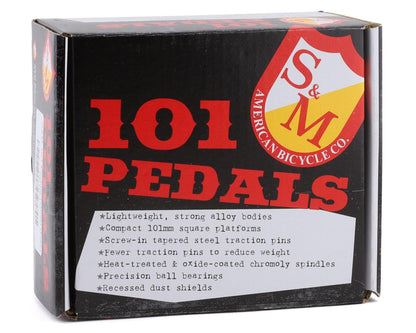 101
PEDALS
S&M
AMERICAN BICYCLE CO.
*Lightweight, strong alloy bodies
*Compact 101mm square platforms
*Screw-in tapered steel traction pins
*Fewer traction pins to reduce weight
*Heat-treated & oxide-coated chromoly spindles
*Precision ball bearings
*Recessed dust shields